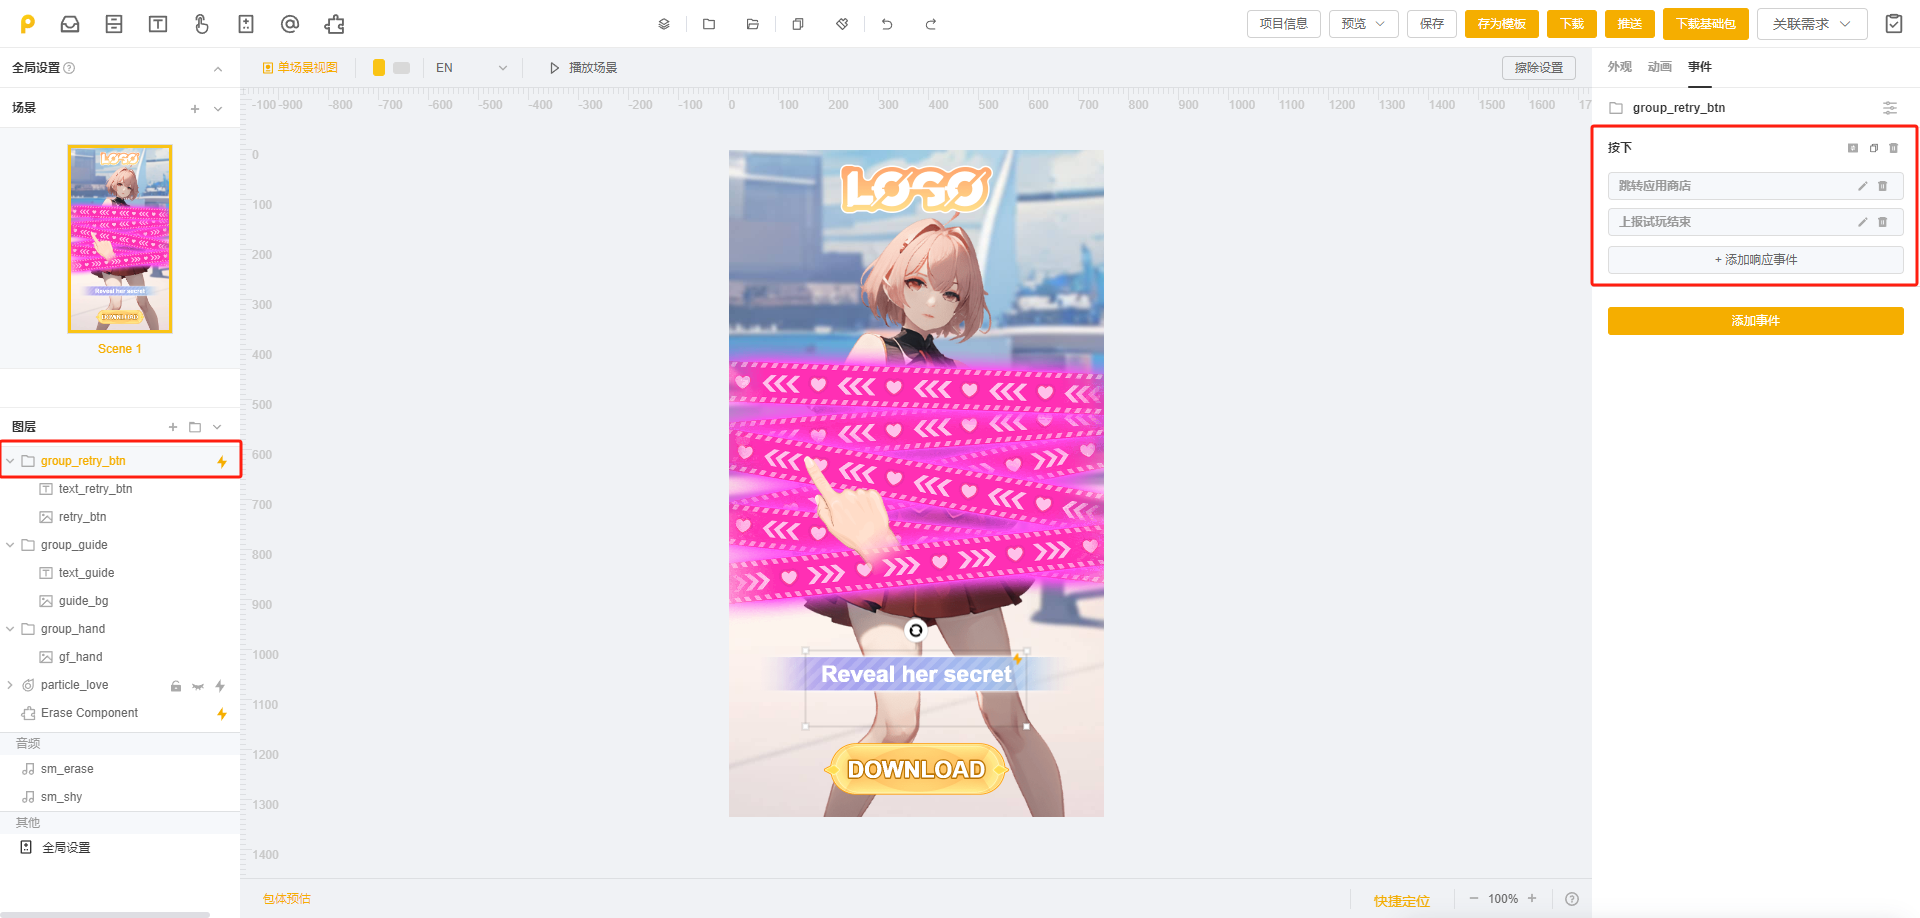 项目信息
预览
保存
存为模板
下载
推送
下载基础包
关联需求
全局设置
单场景视图
EN
播放场景
擦除设置
外观 动画 事件
场景
-100 -900 -800 -700 -600 -500 -400 -300 -200 -100 0 100 200 300 400 500 600 700 800 900 1000 1100 1200 1300 1400 1500 1600 17
group_retry_btn
0
100
200
300
400
500
600
700
800
900
1000
1100
1200
1300
1400
LOSO
Reveal her secret
DOWNLOAD
Scene 1
按下
跳转应用商店
上报试玩结束
+ 添加响应事件
添加事件
图层
group_retry_btn
text_retry_btn
retry_btn
group_guide
text_guide
guide_bg
group_hand
gf_hand
particle_love
Erase Component
音频
sm_erase
sm_shy
其他
全局设置
LOSO
Reveal her secret
DOWNLOAD
包体预估
快捷定位
100%